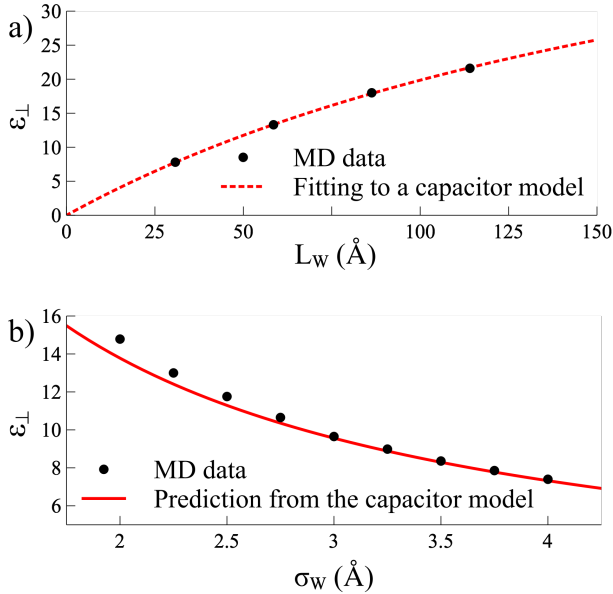 a)
30
25
20
15
10
5
0
ε⊥
MD data
Fitting to a capacitor model
0 25 50 75 100 125 150
L_W (Å)
b)
16
14
12
10
8
6
ε⊥
MD data
Prediction from the capacitor model
2 2.5 3 3.5 4
σ_W (Å)